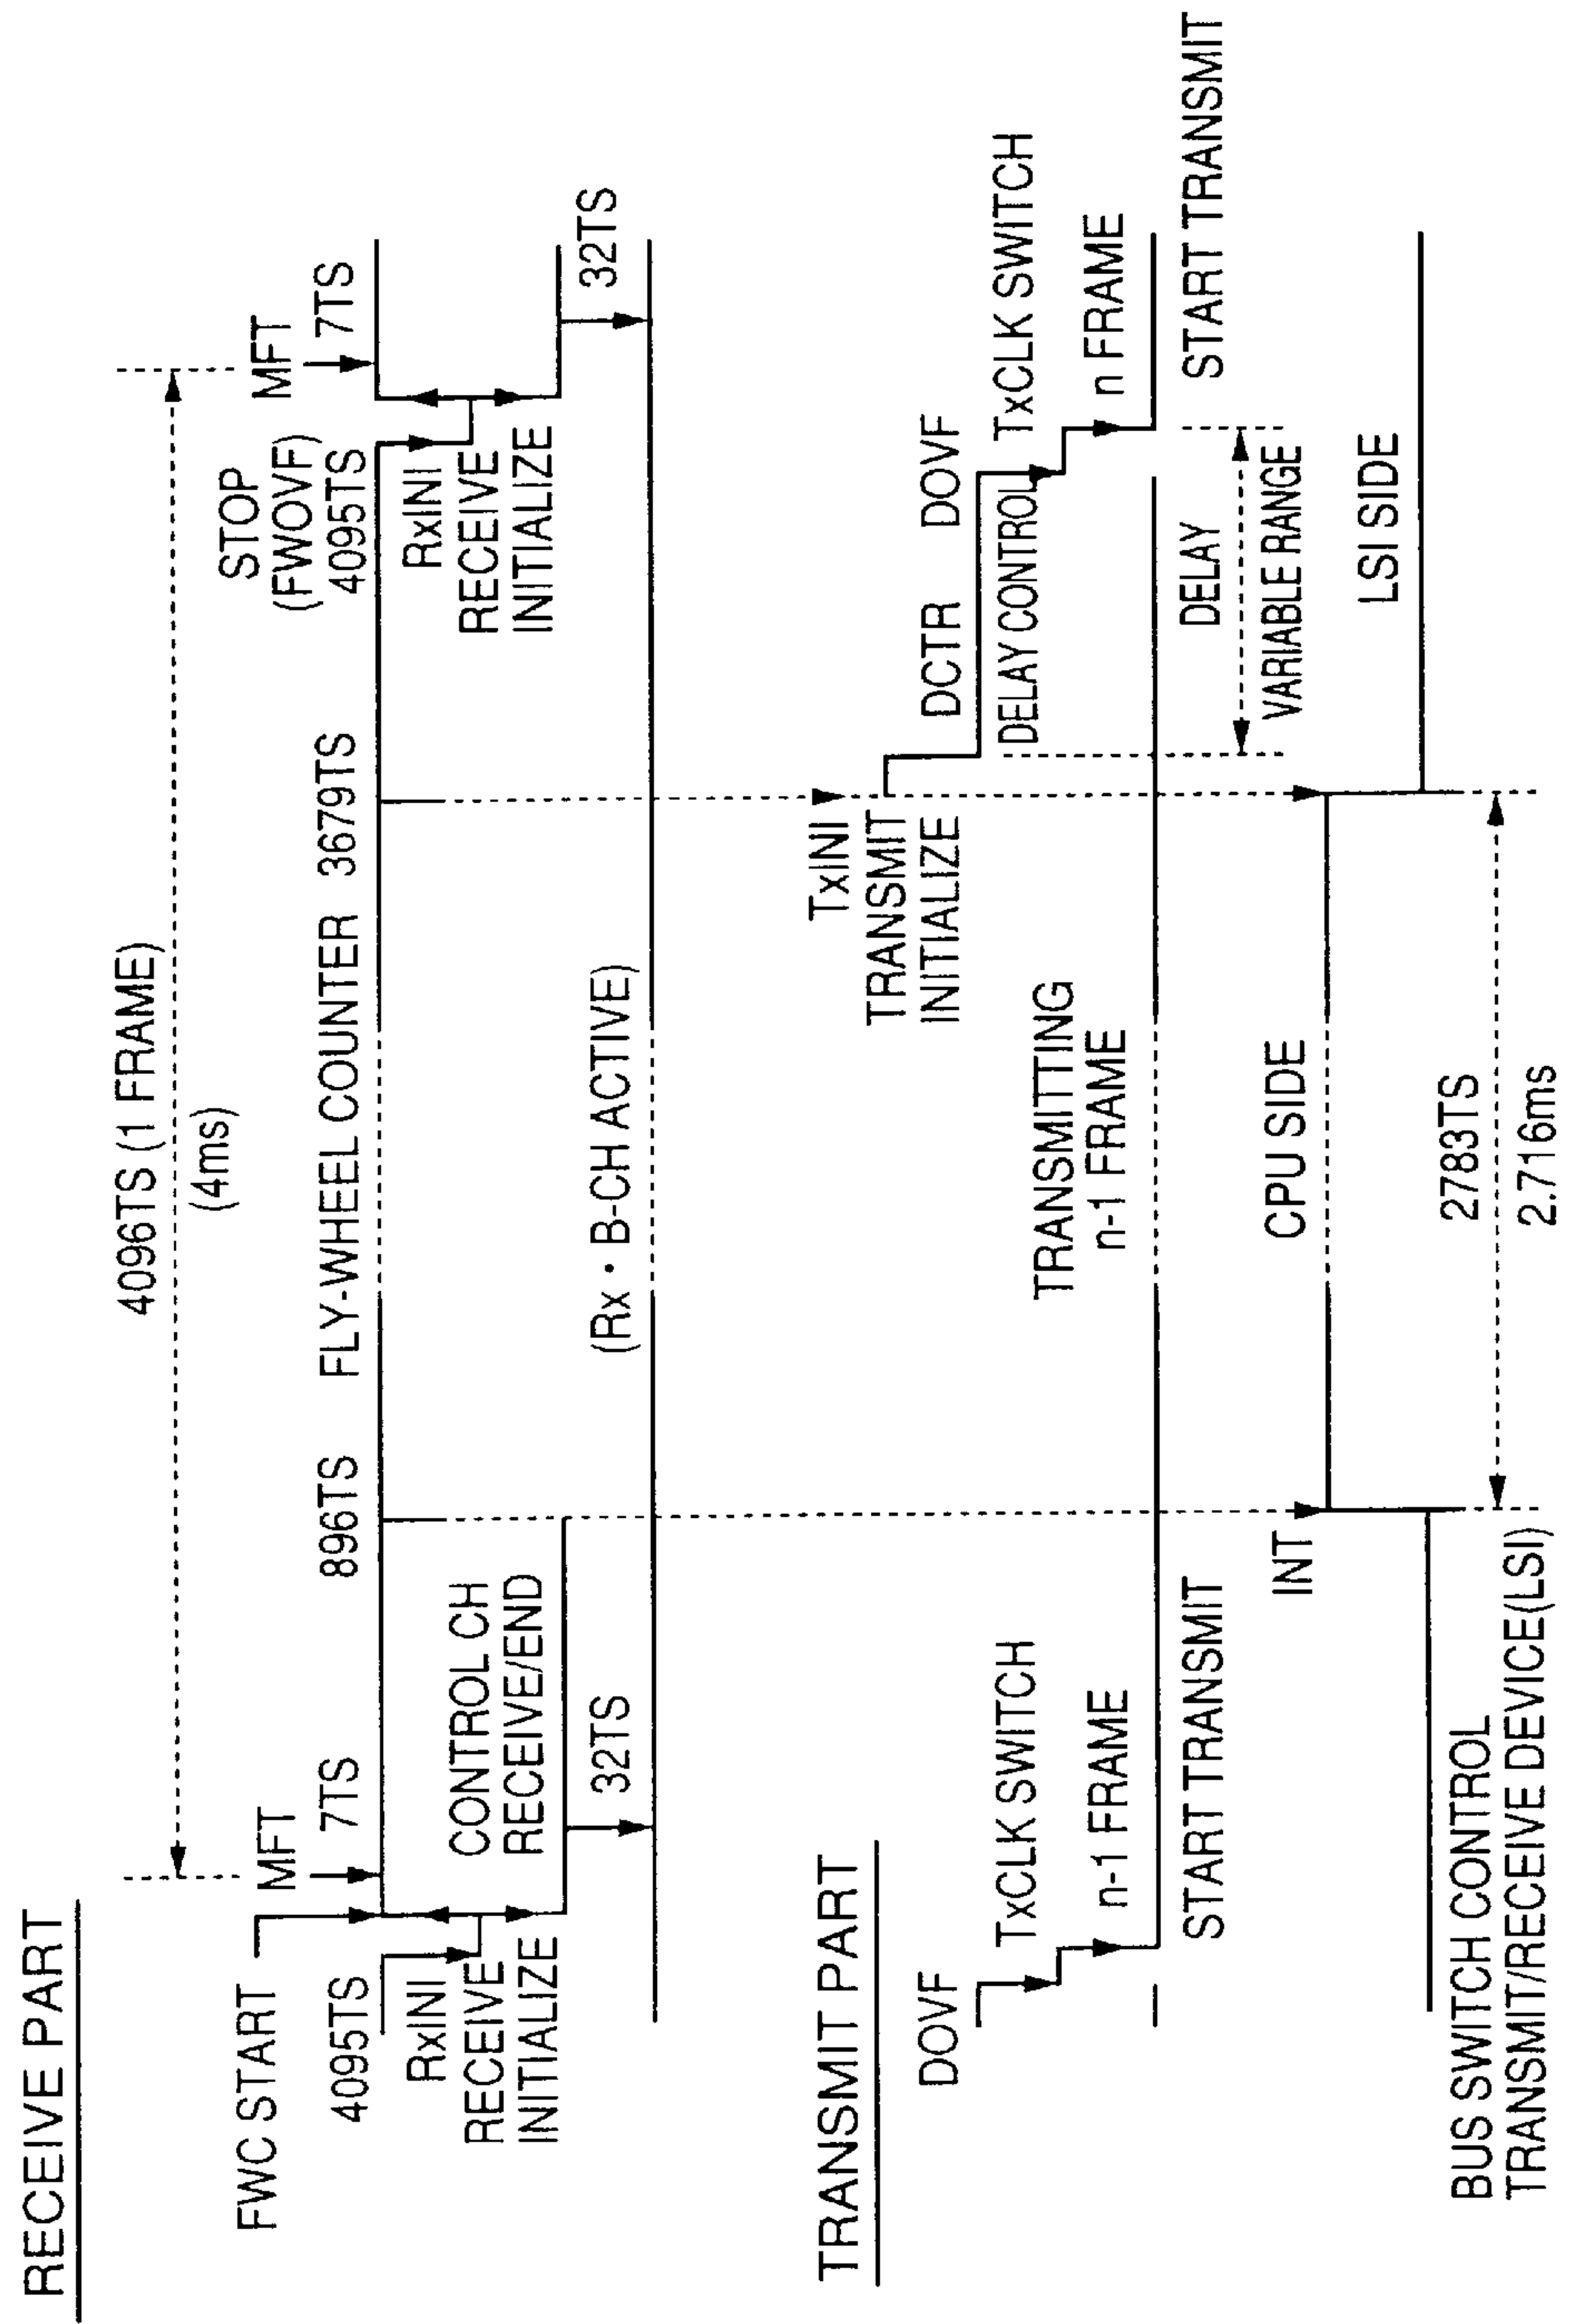 RECEIVE PART
4096TS (1 FRAME)
(4ms)
FWC START
MFT
7TS
4095TS
896TS
FLY-WHEEL COUNTER
3679TS
STOP
(FWOVF)
4095TS
MFT
7TS
RxINI
RECEIVE
INITIALIZE
CONTROL CH
RECEIVE/END
32TS
(Rx・B-CH ACTIVE)
RxINI
RECEIVE
INITIALIZE
32TS
TRANSMIT PART
DOVF
TxCLK SWITCH
n-1 FRAME
START TRANSMIT
TRANSMITTING
n-1 FRAME
TxINI
TRANSMIT
INITIALIZE
DCTR
DELAY CONTROL
DOVF
TxCLK SWITCH
n FRAME
START TRANSMIT
DELAY
VARIABLE RANGE
INT
CPU SIDE
LSI SIDE
BUS SWITCH CONTROL
TRANSMIT/RECEIVE DEVICE(LSI)
2783TS
2.716ms